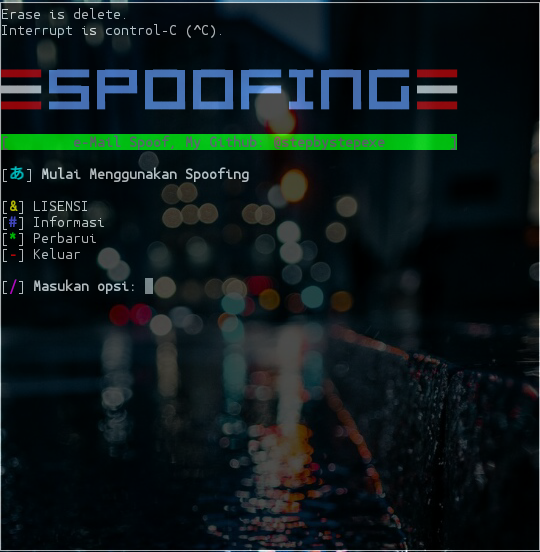 Erase is delete.
Interrupt is control-C (^C).
SPOOFING
[ e-Mail Spoof, My Github: @stepbystepexe ]
[あ] Mulai Menggunakan Spoofing
[&] LISENSI
[#] Informasi
[*] Perbarui
[-] Keluar
[/] Masukan opsi: